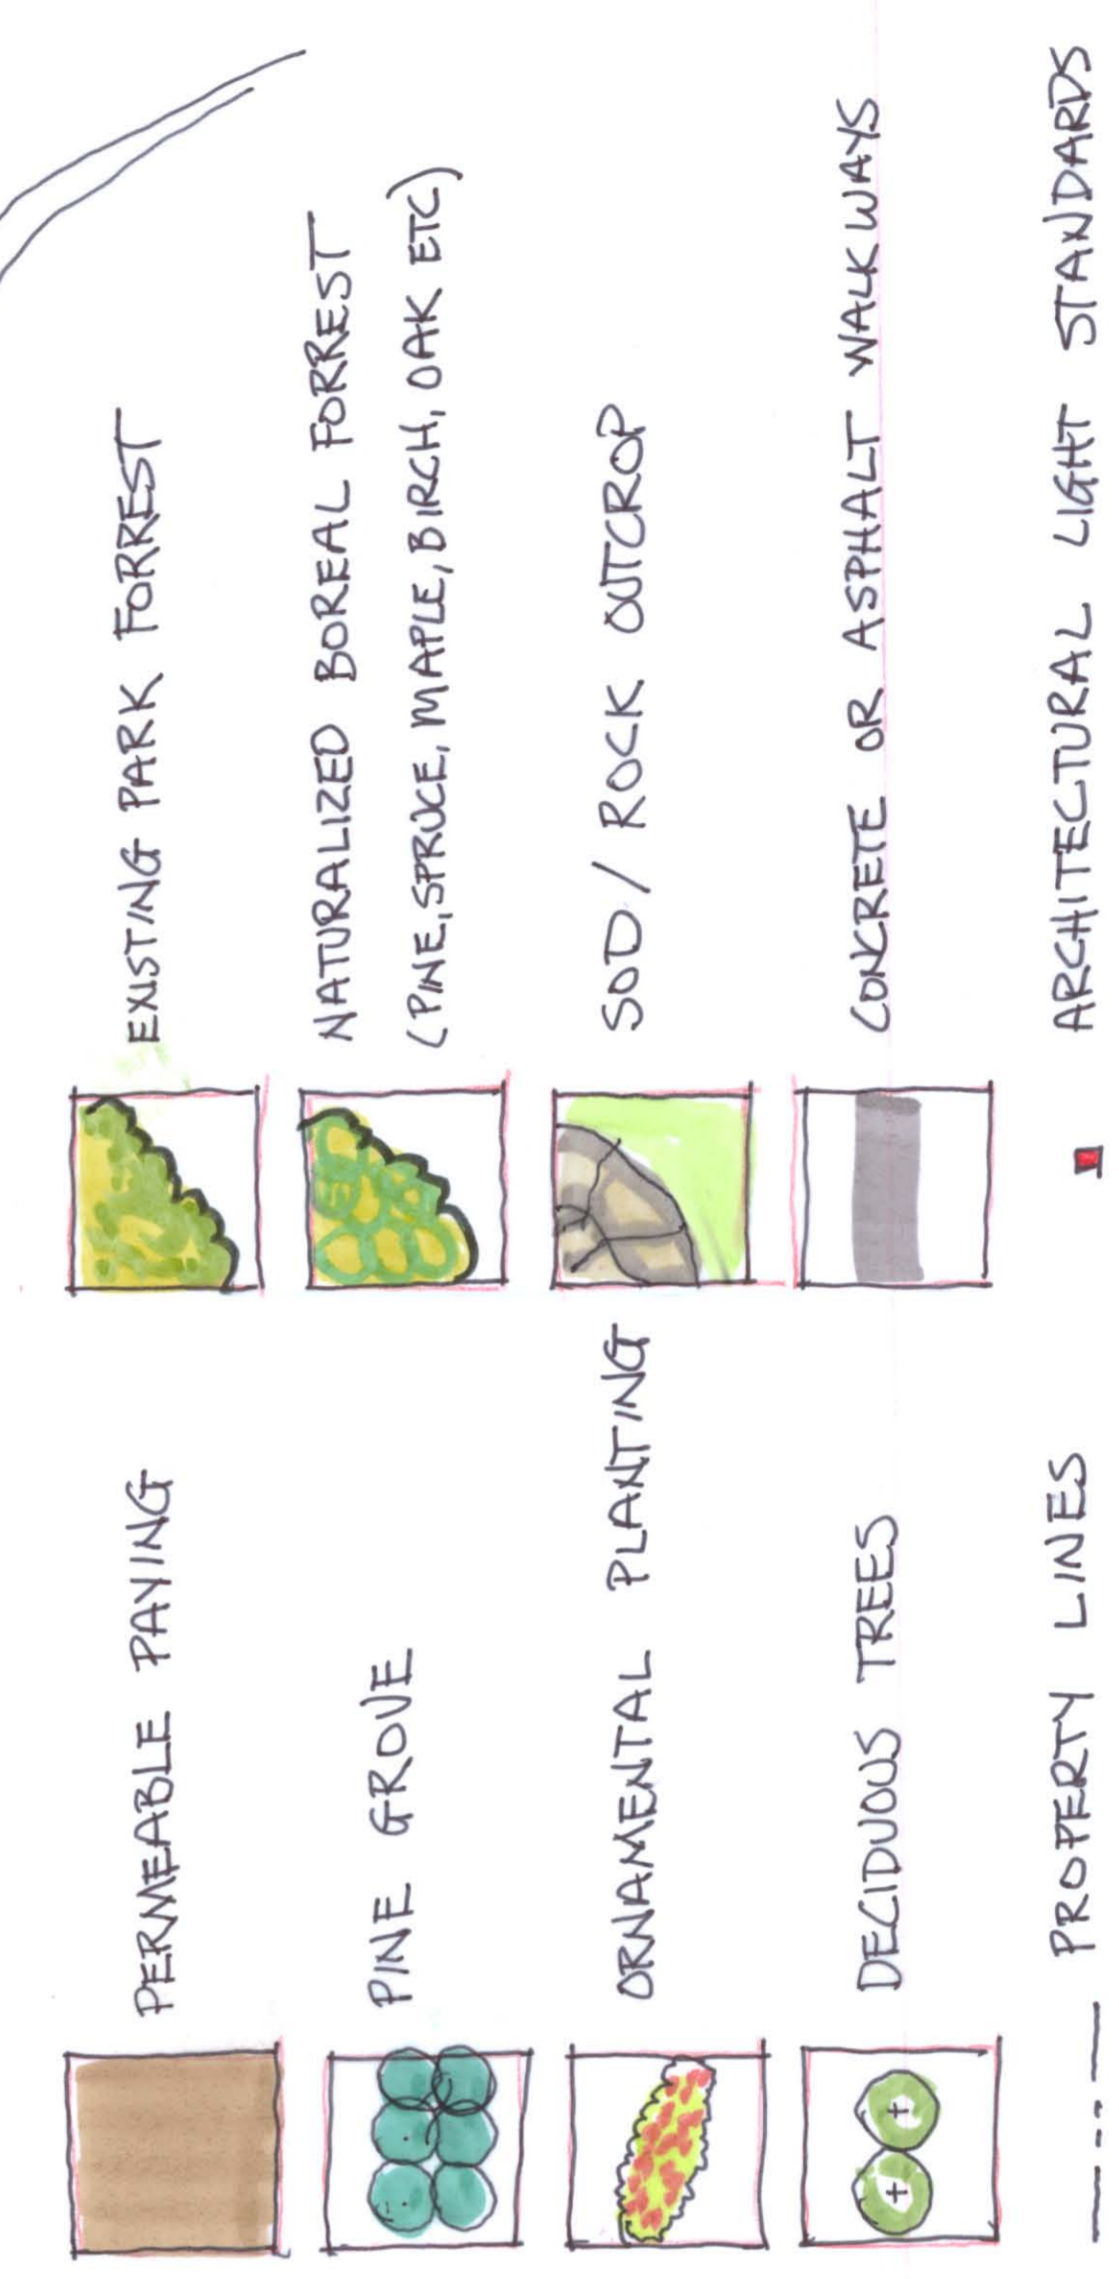 PERMEABLE PAVING
PINE GROVE
ORNAMENTAL PLANTING
DECIDUOUS TREES
PROPERTY LINES
EXISTING PARK FORREST
NATURALIZED BOREAL FORREST
(PINE, SPRUCE, MAPLE, BIRCH, OAK ETC)
SOD / ROCK OUTCROP
CONCRETE OR ASPHALT WALKWAYS
ARCHITECTURAL LIGHT STANDARDS